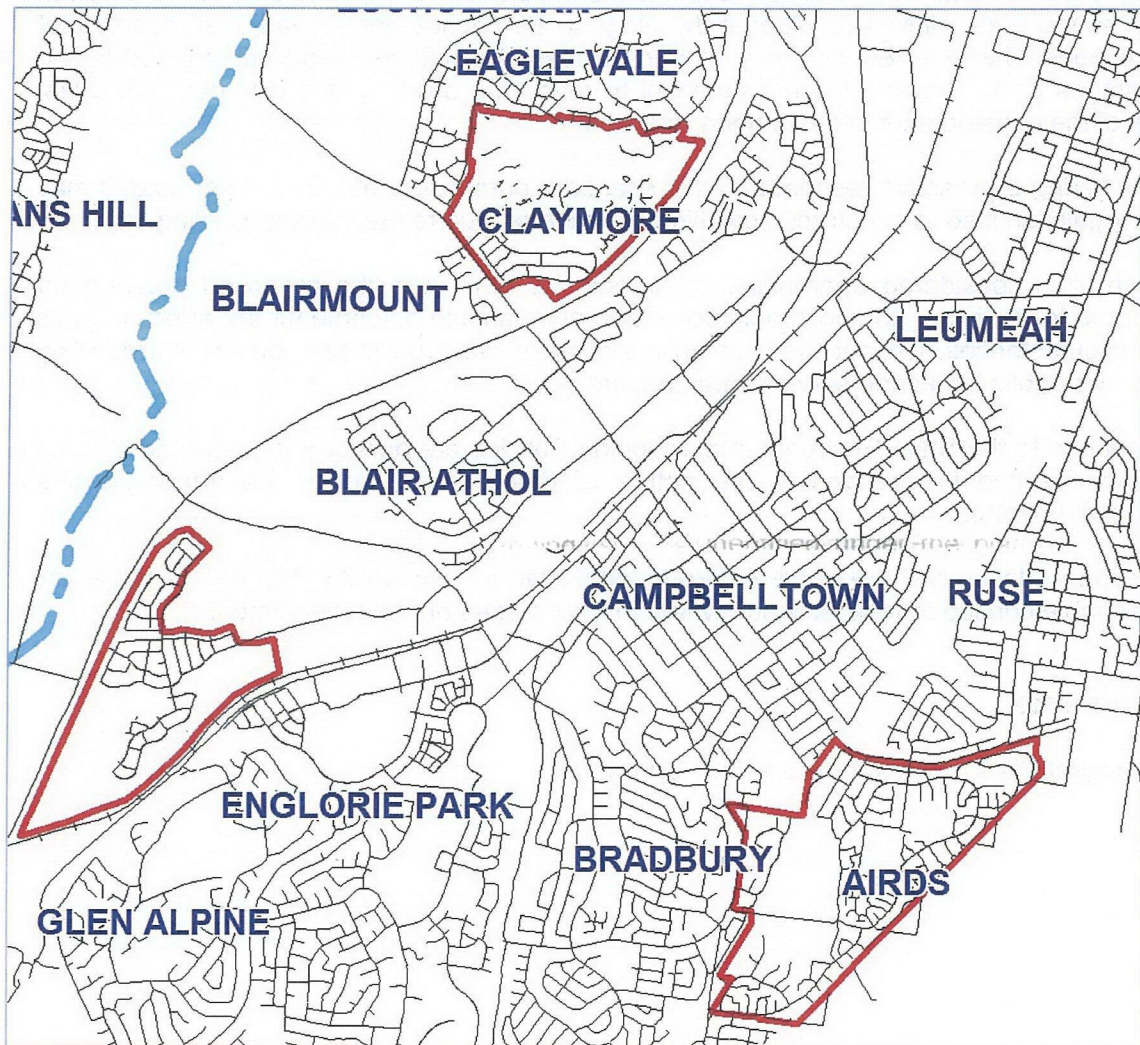 EAGLE VALE
ANS HILL
CLAYMORE
BLAIRMOUNT
LEUMEAH
BLAIR ATHOL
CAMPBELLTOWN
RUSE
ENGLORIE PARK
BRADBURY
AIRDS
GLEN ALPINE